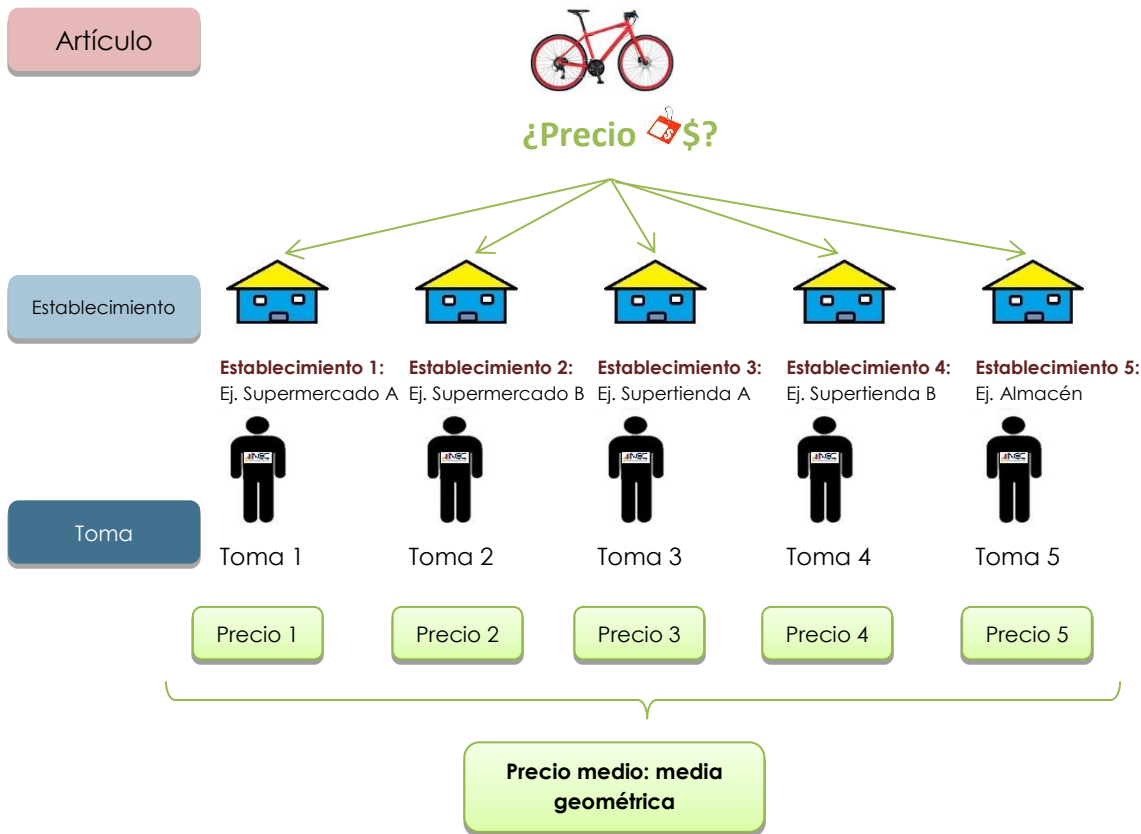 Artículo
¿Precio $?
Establecimiento
Establecimiento 1:
Ej. Supermercado A
Establecimiento 2:
Ej. Supermercado B
Establecimiento 3:
Ej. Supertienda A
Establecimiento 4:
Ej. Supertienda B
Establecimiento 5:
Ej. Almacén
Toma
Toma 1
Toma 2
Toma 3
Toma 4
Toma 5
Precio 1
Precio 2
Precio 3
Precio 4
Precio 5
Precio medio: media
geométrica